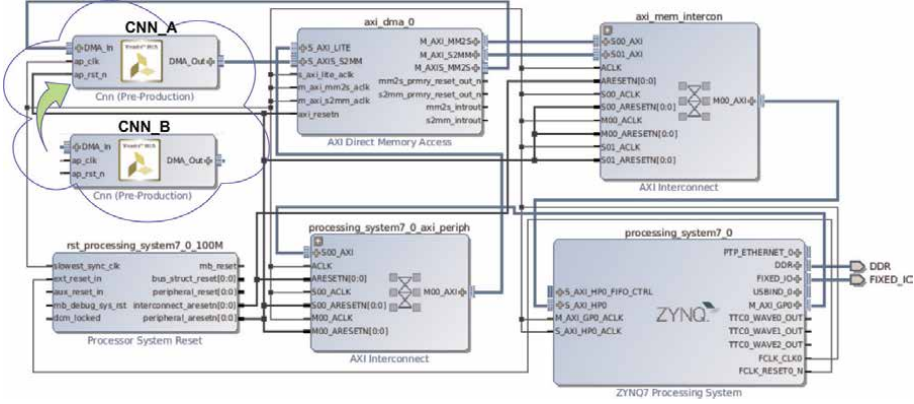 CNN_A
DMA_In
ap_clk
ap_rst_n
DMA_Out
Cnn (Pre-Production)
CNN_B
DMA_In
ap_clk
ap_rst_n
DMA_Out
Cnn (Pre-Production)
axi_dma_0
S_AXI_LITE
S_AXIS_S2MM
s_axi_lite_aclk
m_axi_mm2s_aclk
m_axi_s2mm_aclk
axi_resetn
M_AXI_MM2S
M_AXI_S2MM
M_AXIS_MM2S
mm2s_prmry_reset_out_n
s2mm_prmry_reset_out_n
mm2s_introut
s2mm_introut
AXI Direct Memory Access
axi_mem_intercon
S00_AXI
S01_AXI
ACLK
ARESETN[0:0]
S00_ACLK
S00_ARESETN[0:0]
M00_ACLK
M00_ARESETN[0:0]
S01_ACLK
S01_ARESETN[0:0]
M00_AXI
AXI Interconnect
rst_processing_system7_0_100M
slowest_sync_clk
ext_reset_in
aux_reset_in
mb_debug_sys_rst
dcm_locked
mb_reset
bus_struct_reset[0:0]
peripheral_reset[0:0]
interconnect_aresetn[0:0]
peripheral_aresetn[0:0]
Processor System Reset
processing_system7_0_axi_periph
S00_AXI
ACLK
ARESETN[0:0]
S00_ACLK
S00_ARESETN[0:0]
M00_ACLK
M00_ARESETN[0:0]
M00_AXI
AXI Interconnect
processing_system7_0
S_AXI_HP0_FIFO_CTRL
S_AXI_HP0
M_AXI_GP0_ACLK
S_AXI_HP0_ACLK
ZYNQ
PTP_ETHERNET_0
DDR
FIXED_IO
USBIND_0
M_AXI_GP0
TTC0_WAVE0_OUT
TTC0_WAVE1_OUT
TTC0_WAVE2_OUT
FCLK_CLK0
FCLK_RESET0_N
ZYNQ7 Processing System
DDR
FIXED_IO